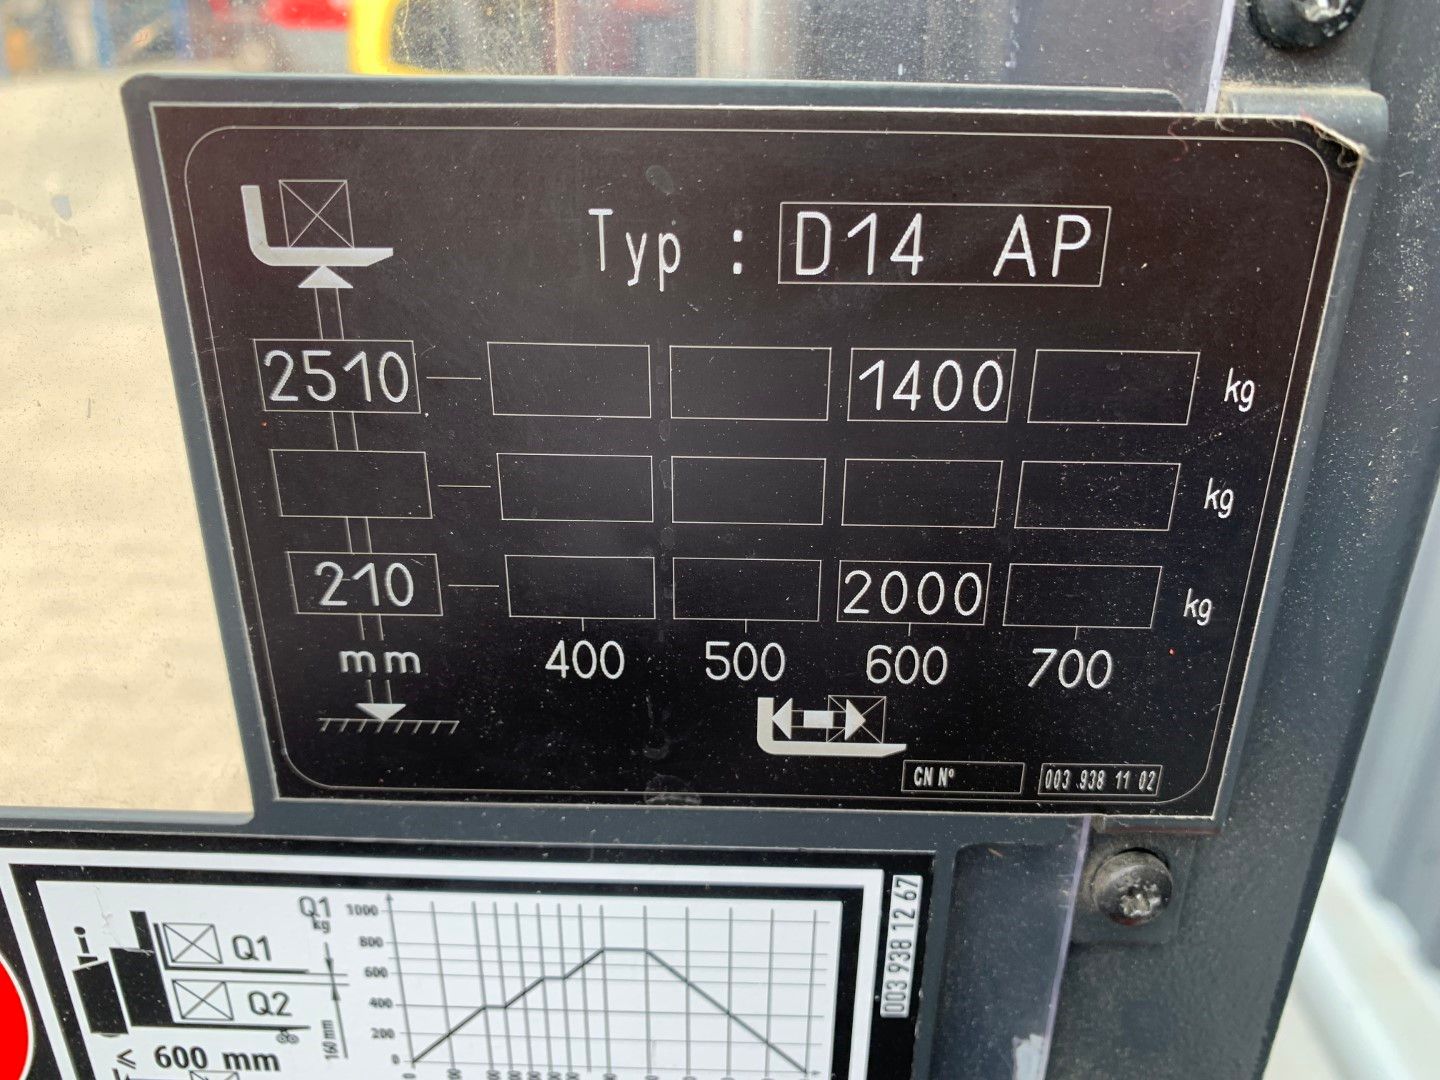 Typ : D14 AP
2510 1400 kg
kg
210 2000 kg
mm 400 500 600 700
CN Nº 003 938 11 02
003 938 12 67
Q1
kg
1000
800
600
400
200
0
Q1
Q2
160 mm
≤ 600 mm